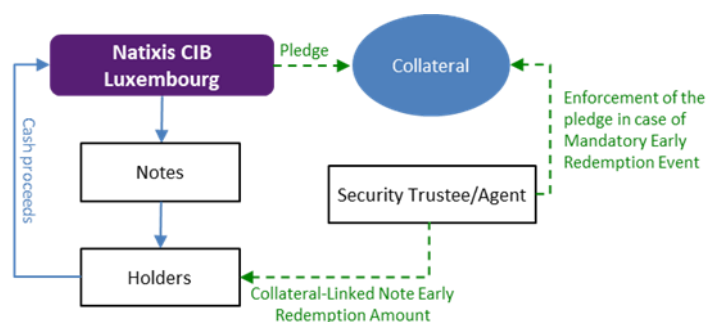 Natixis CIB
Luxembourg
Pledge
Collateral
Cash proceeds
Enforcement of the
pledge in case of
Mandatory Early
Redemption Event
Notes
Security Trustee/Agent
Holders
Collateral-Linked Note Early
Redemption Amount